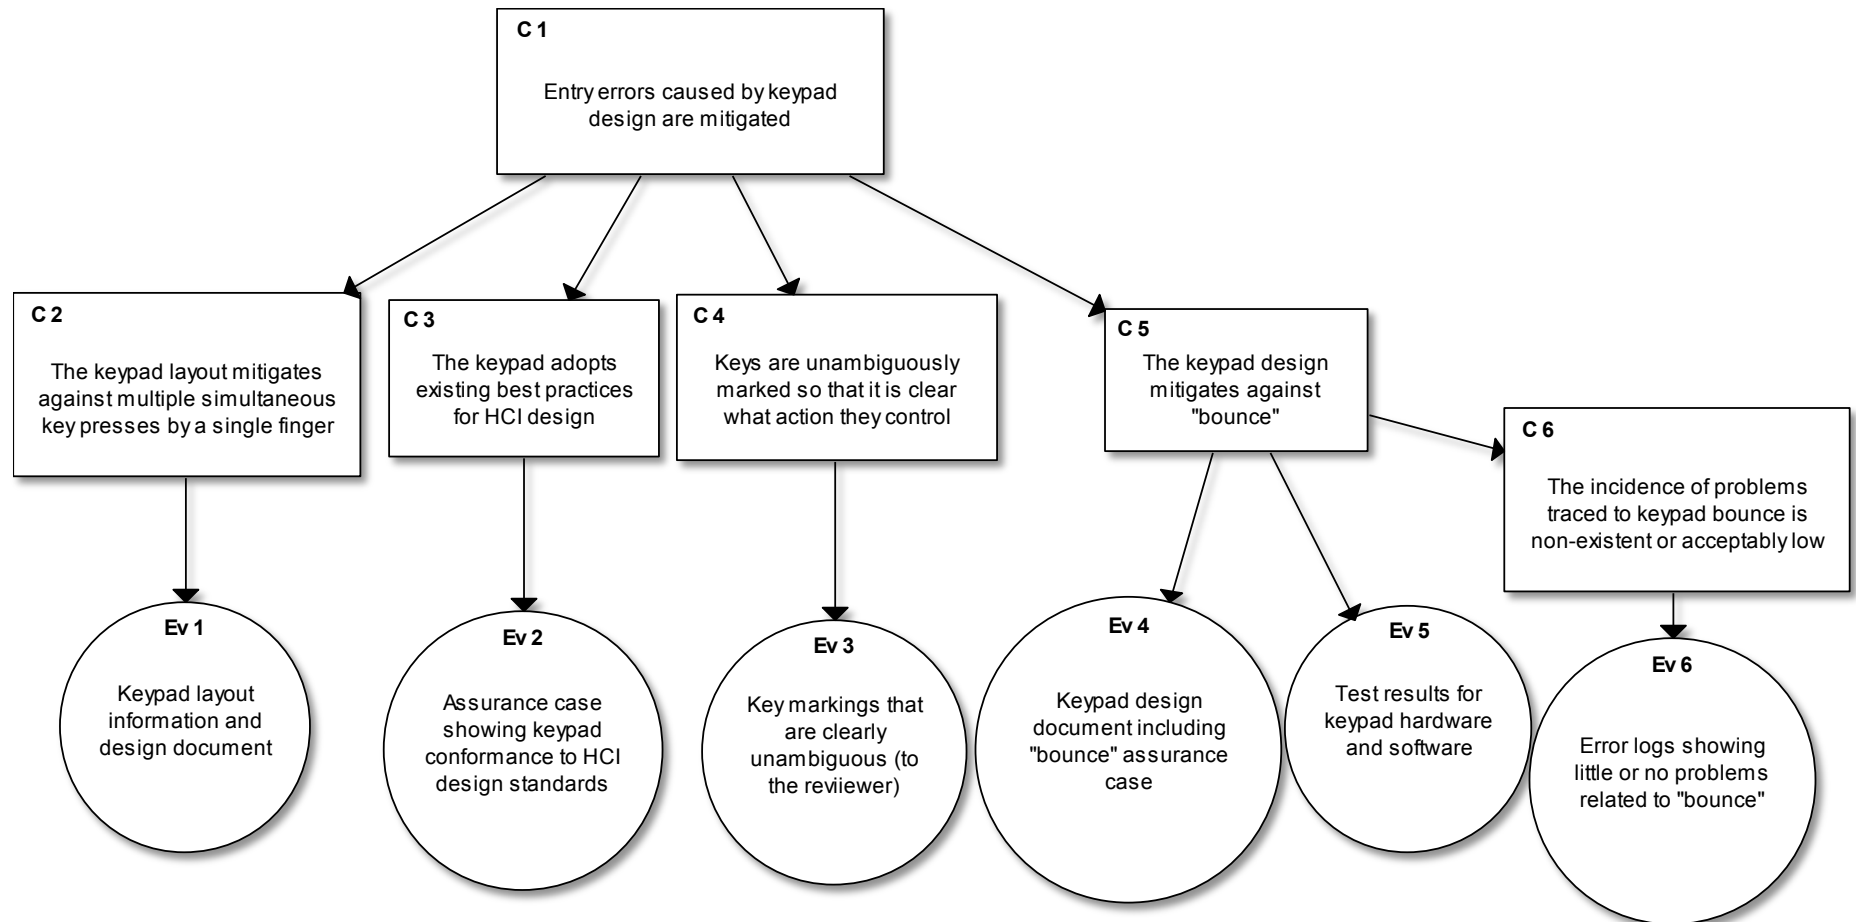 C 1
Entry errors caused by keypad
design are mitigated
C 2
The keypad layout mitigates
against multiple simultaneous
key presses by a single finger
C 3
The keypad adopts
existing best practices
for HCI design
C 4
Keys are unambiguously
marked so that it is clear
what action they control
C 5
The keypad design
mitigates against
"bounce"
C 6
The incidence of problems
traced to keypad bounce is
non-existent or acceptably low
Ev 1
Keypad layout
information and
design document
Ev 2
Assurance case
showing keypad
conformance to HCI
design standards
Ev 3
Key markings that
are clearly
unambiguous (to
the reviiewer)
Ev 4
Keypad design
document including
"bounce" assurance
case
Ev 5
Test results for
keypad hardware
and software
Ev 6
Error logs showing
little or no problems
related to "bounce"